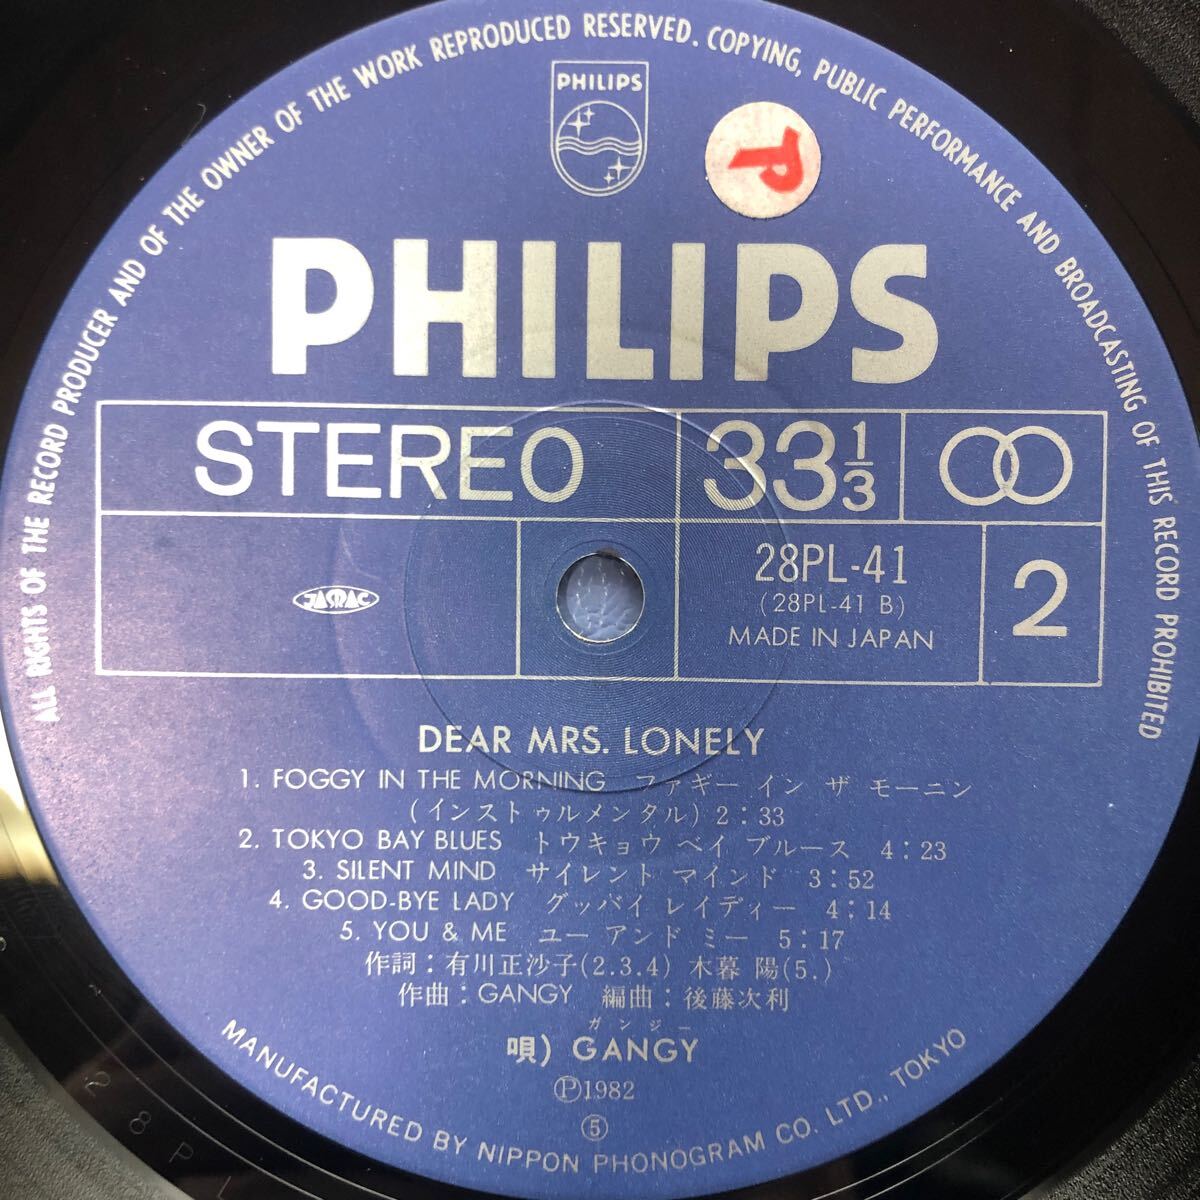 ALL RIGHTS OF THE RECORD PRODUCER AND OF THE OWNER OF THE WORK REPRODUCED RESERVED. COPYING, PUBLIC PERFORMANCE AND BROADCASTING OF THIS RECORD PROHIBITED
PHILIPS
P
PHILIPS
STEREO
33 1/3
28PL-41
(28PL-41 B)
MADE IN JAPAN
2
JASRAC
DEAR MRS. LONELY
1. FOGGY IN THE MORNING ファギー イン ザ モーニン
(インストゥルメンタル) 2:33
2. TOKYO BAY BLUES トウキョウ ベイ ブルース 4:23
3. SILENT MIND サイレント マインド 3:52
4. GOOD-BYE LADY グッバイ レイディー 4:14
5. YOU & ME ユー アンド ミー 5:17
作詞:有川正沙子(2.3.4) 木暮 陽(5.)
作曲:GANGY 編曲:後藤次利
ガンジー
唄) GANGY
Ⓟ1982
⑤
MANUFACTURED BY NIPPON PHONOGRAM CO. LTD., TOKYO
28PL